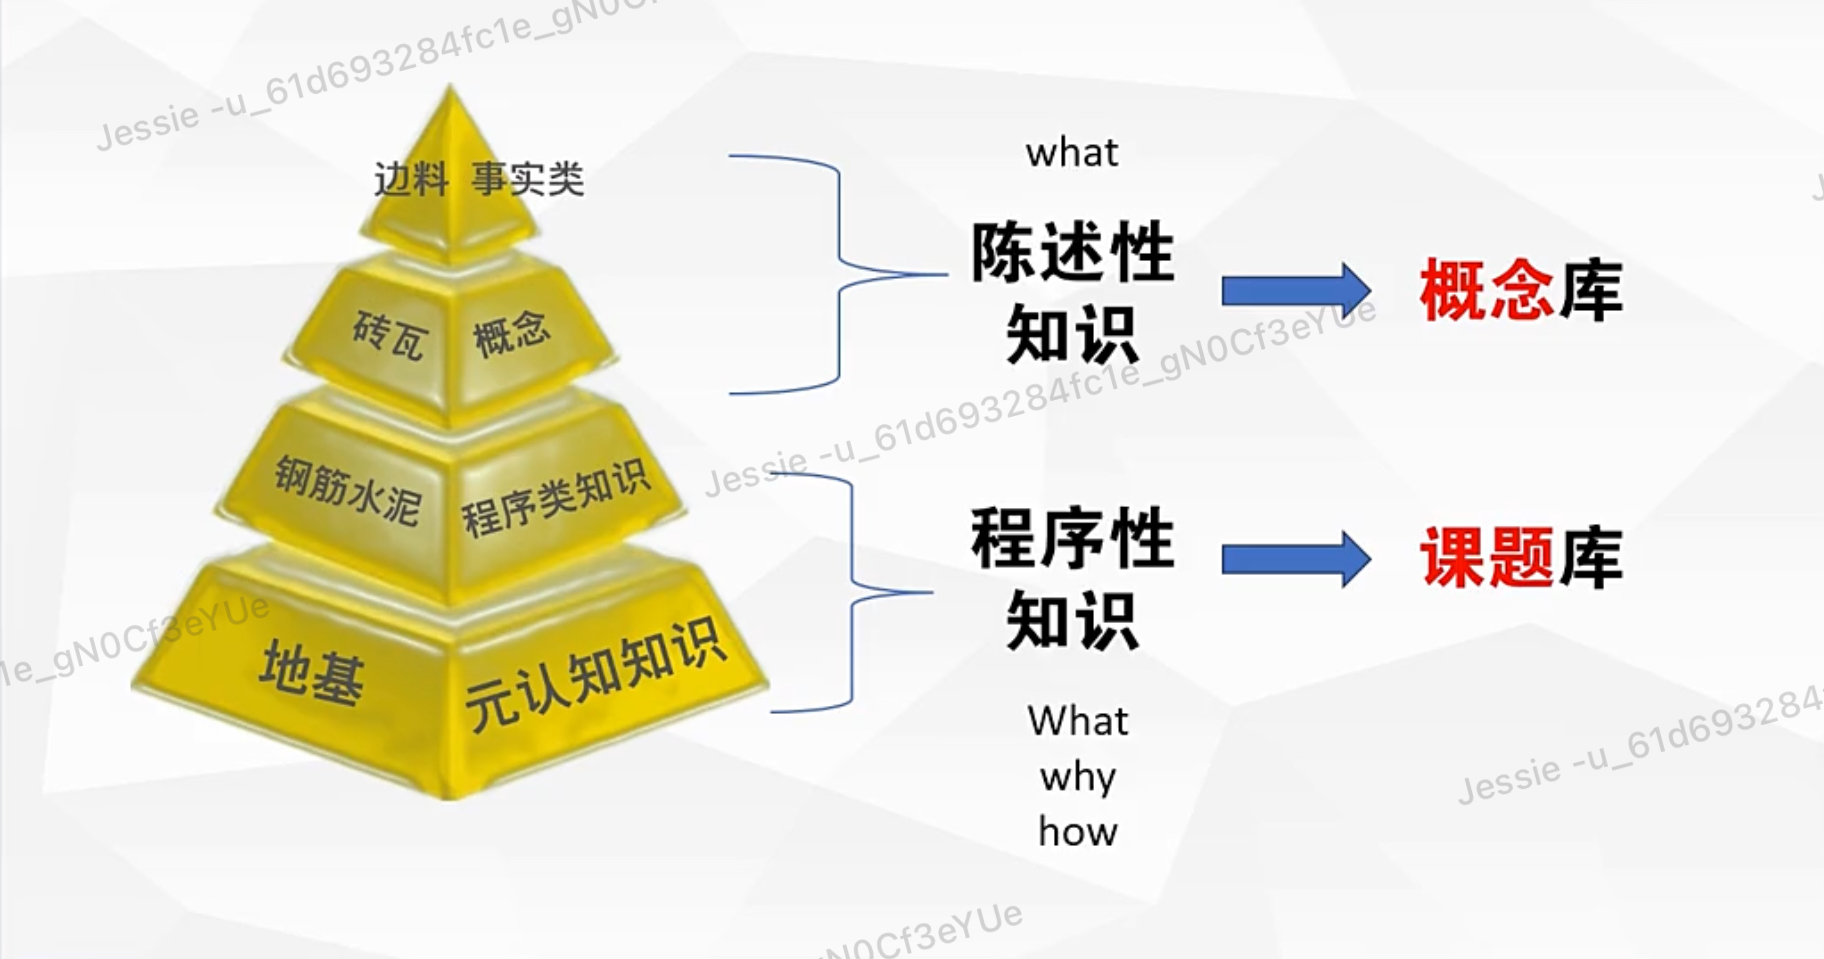 Jessie -u_61d693284fc1e_gN0C
边料 事实类
砖瓦 概念
钢筋水泥 程序类知识
地基 元认知知识
what
陈述性
知识
概念库
程序性
知识
课题库
What
why
how
Jessie -u_61d693284fc1e_gN0Cf3eYUe
1e_gN0Cf3eYUe
Jessie -u_61d693284
gN0Cf3eYUe